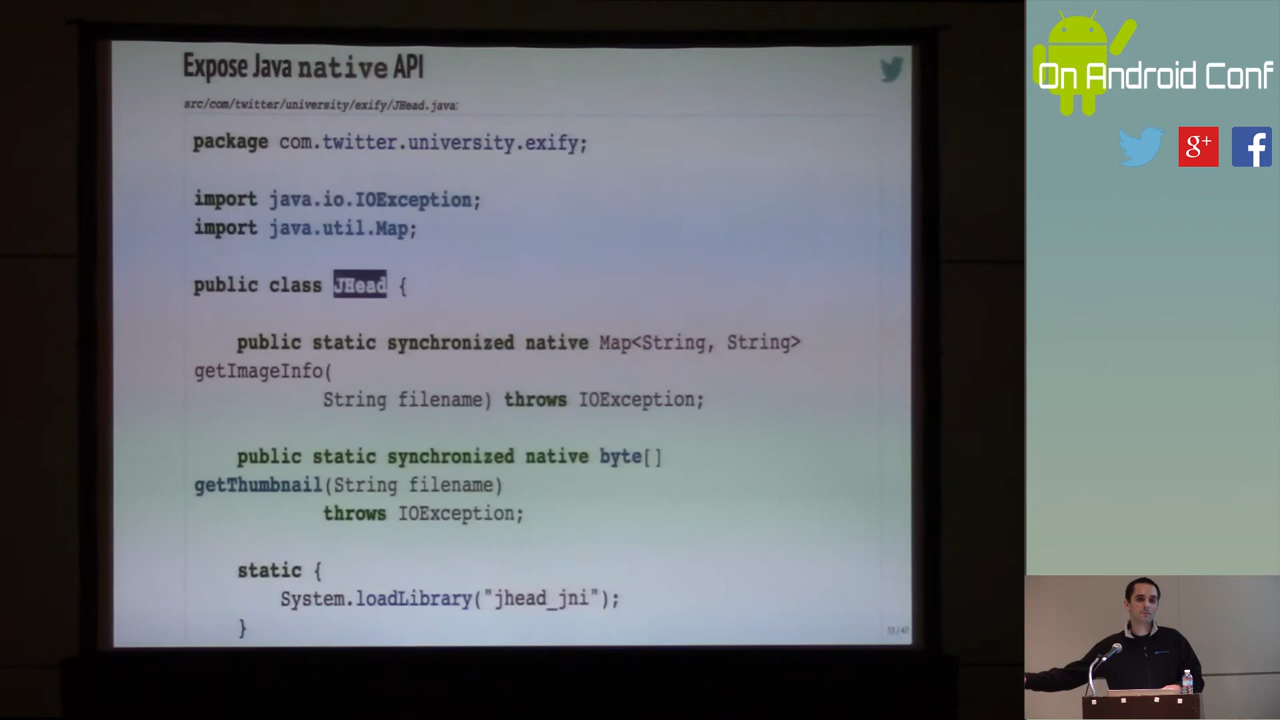 Expose Java native API
src/com/twitter/university/exify/JHead.java:
package com.twitter.university.exify;
import java.io.IOException;
import java.util.Map;
public class JHead {
public static synchronized native Map<String, String>
getImageInfo(
String filename) throws IOException;
public static synchronized native byte[]
getThumbnail(String filename)
throws IOException;
static {
System.loadLibrary("jhead_jni");
}
On Android Conf
g+
f